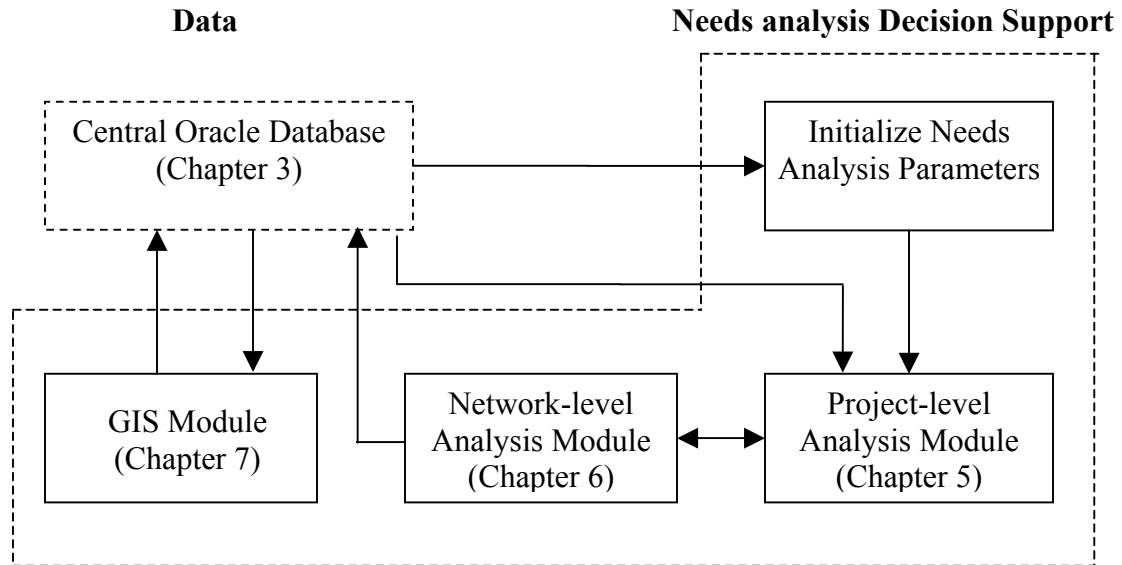 Data
Needs analysis Decision Support
Central Oracle Database
(Chapter 3)
Initialize Needs
Analysis Parameters
GIS Module
(Chapter 7)
Network-level
Analysis Module
(Chapter 6)
Project-level
Analysis Module
(Chapter 5)